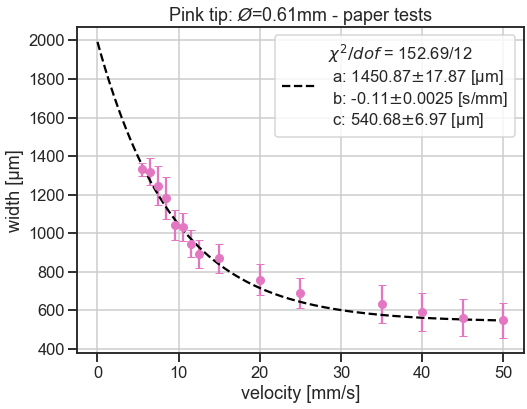 Pink tip: Ø=0.61mm - paper tests
χ²/dof = 152.69/12
a: 1450.87±17.87 [µm]
b: -0.11±0.0025 [s/mm]
c: 540.68±6.97 [µm]
width [µm]
2000
1800
1600
1400
1200
1000
800
600
400
0 10 20 30 40 50
velocity [mm/s]